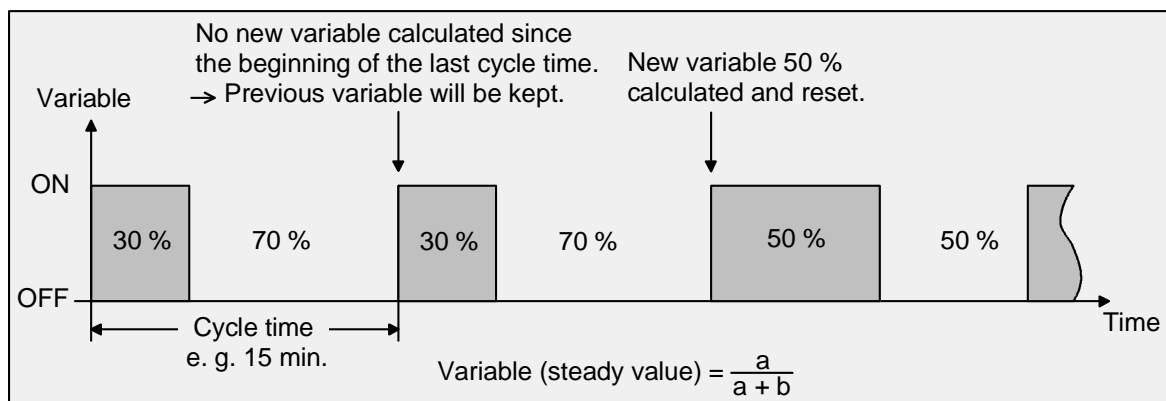 No new variable calculated since
the beginning of the last cycle time.
→ Previous variable will be kept.
New variable 50 %
calculated and reset.
Variable
ON
30 %
70 %
30 %
70 %
50 %
50 %
OFF
Time
Cycle time
e. g. 15 min.
Variable (steady value) = a / a + b